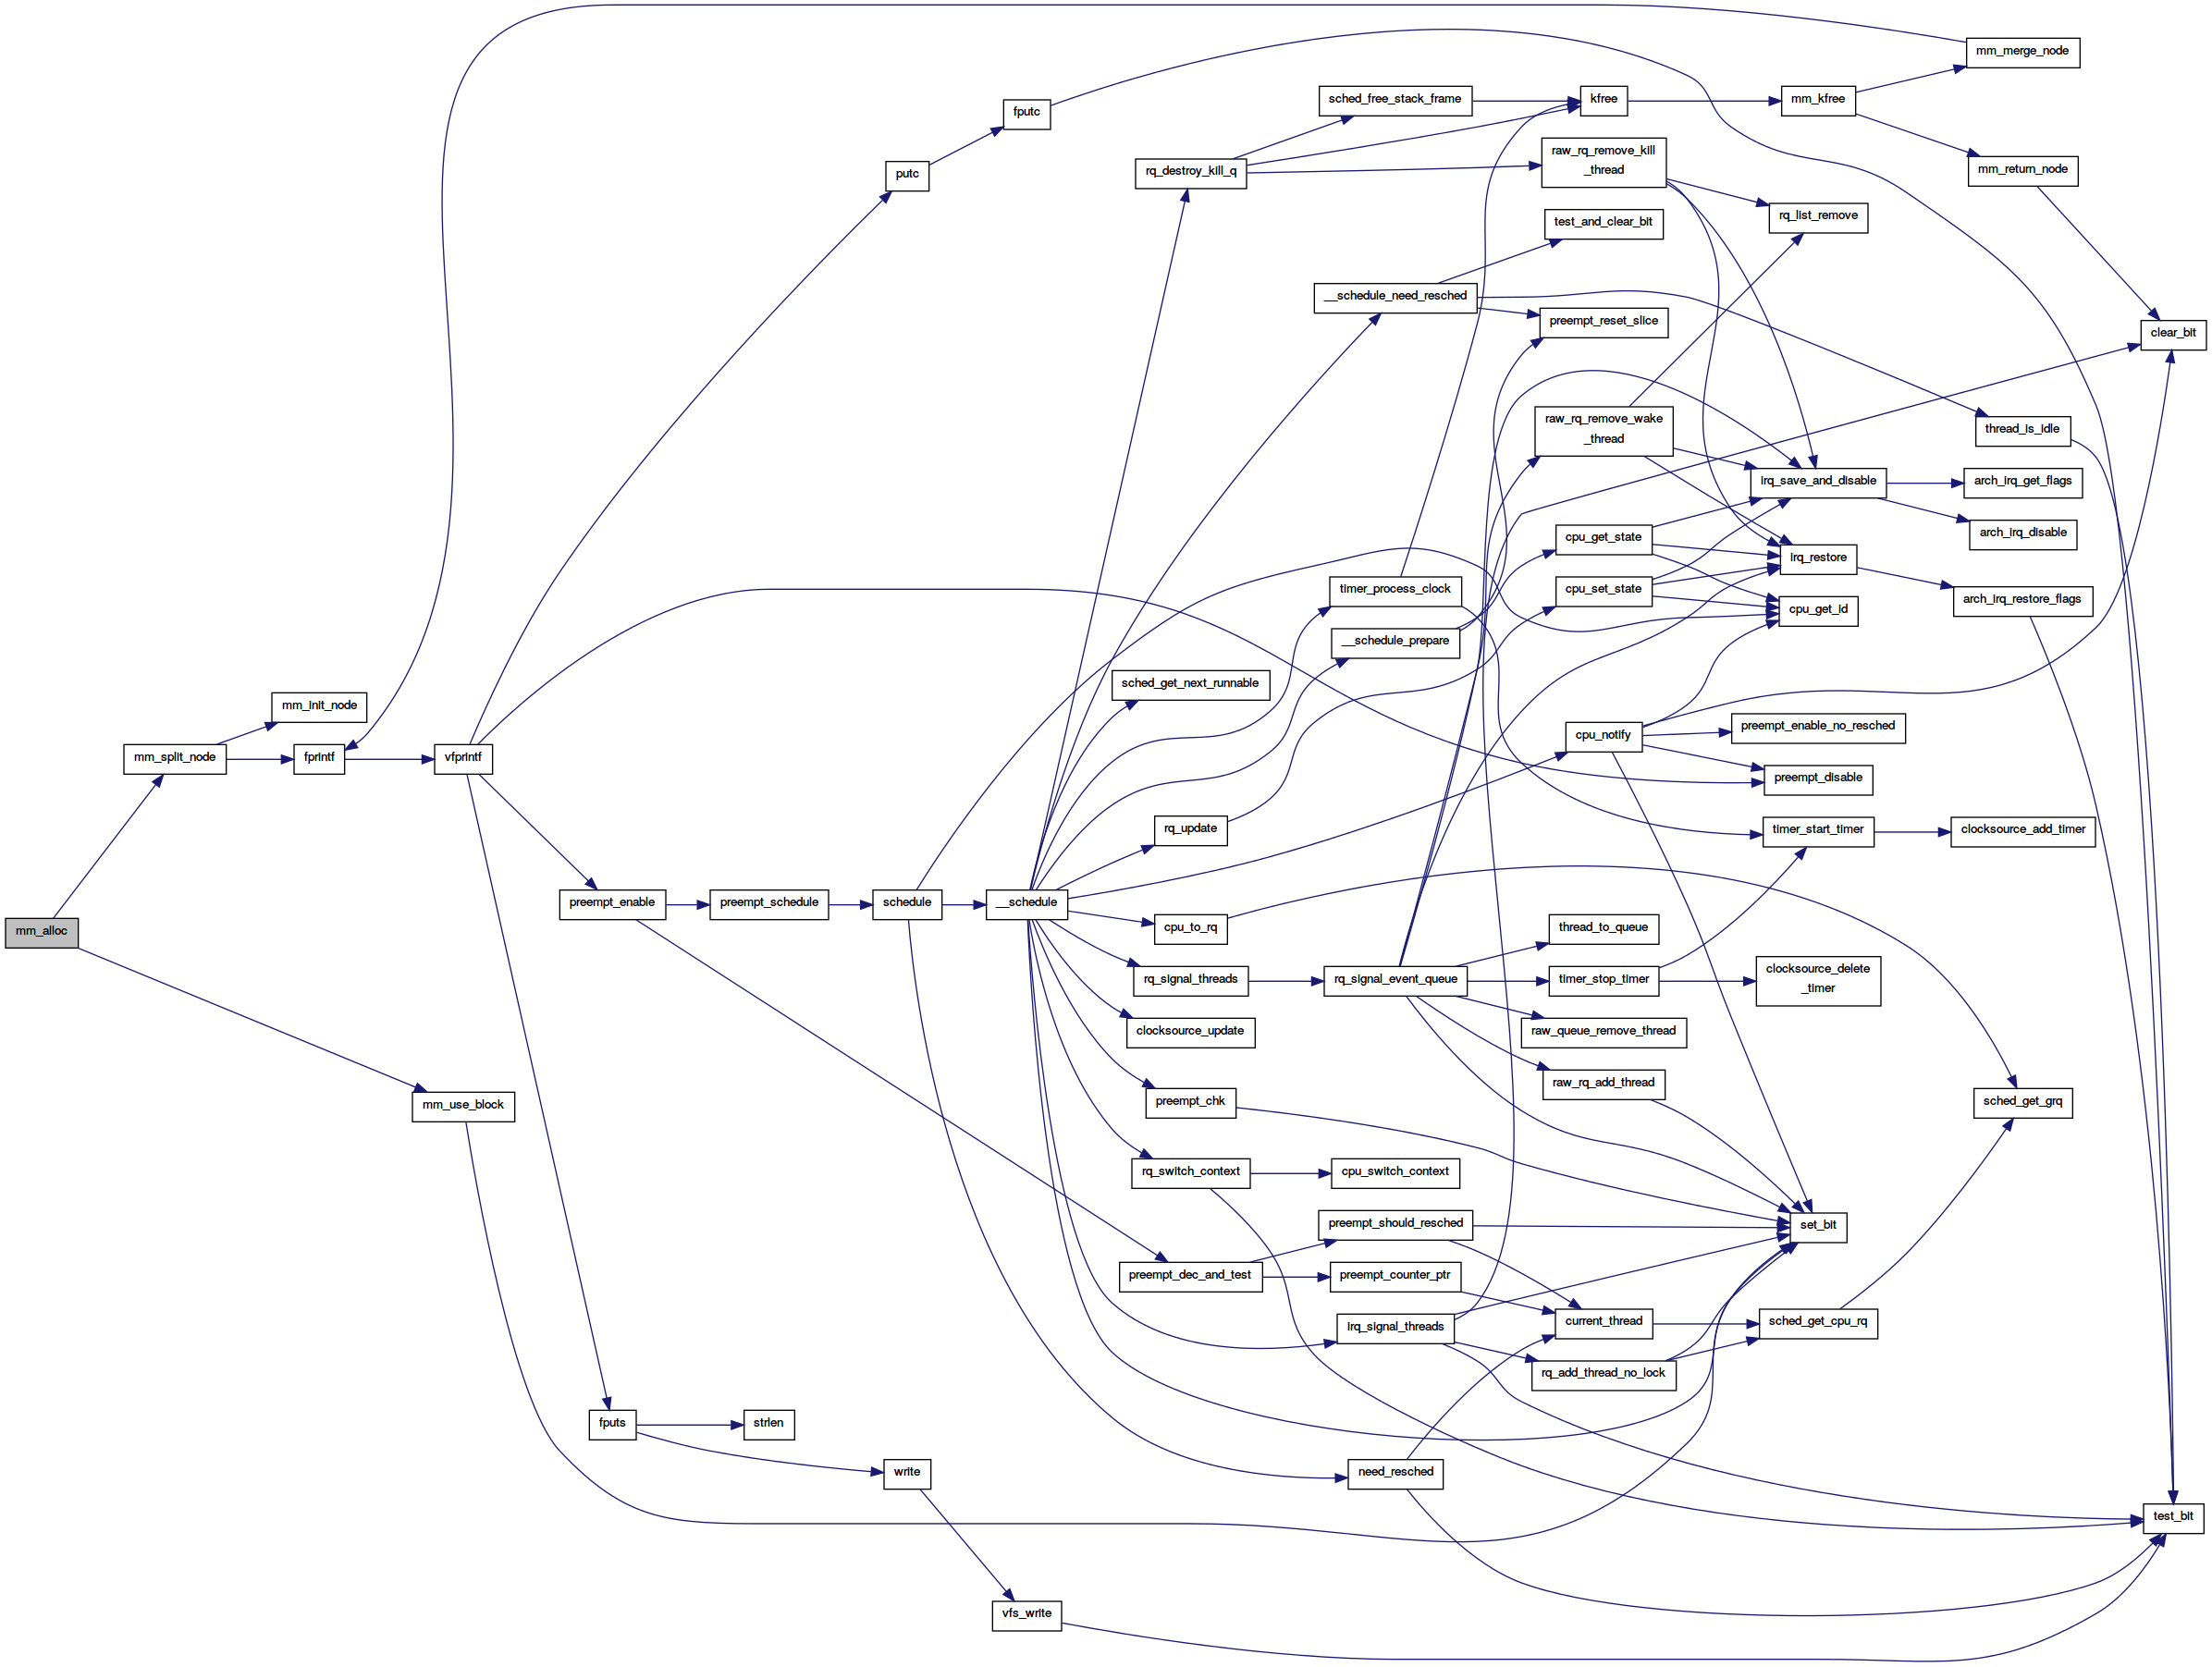 mm_merge_node
sched_free_stack_frame
kfree
mm_kfree
fputc
raw_rq_remove_kill
_thread
putc
rq_destroy_kill_q
mm_return_node
rq_list_remove
test_and_clear_bit
__schedule_need_resched
preempt_reset_slice
clear_bit
raw_rq_remove_wake
_thread
thread_is_idle
irq_save_and_disable
arch_irq_get_flags
cpu_get_state
arch_irq_disable
irq_restore
timer_process_clock
cpu_set_state
arch_irq_restore_flags
cpu_get_id
__schedule_prepare
sched_get_next_runnable
mm_init_node
cpu_notify
preempt_enable_no_resched
mm_split_node
fprintf
vfprintf
preempt_disable
rq_update
timer_start_timer
clocksource_add_timer
preempt_enable
preempt_schedule
schedule
__schedule
mm_alloc
cpu_to_rq
thread_to_queue
rq_signal_threads
rq_signal_event_queue
timer_stop_timer
clocksource_delete
_timer
clocksource_update
raw_queue_remove_thread
raw_rq_add_thread
mm_use_block
preempt_chk
sched_get_grq
rq_switch_context
cpu_switch_context
preempt_should_resched
set_bit
preempt_dec_and_test
preempt_counter_ptr
irq_signal_threads
current_thread
sched_get_cpu_rq
rq_add_thread_no_lock
fputs
strlen
write
need_resched
test_bit
vfs_write